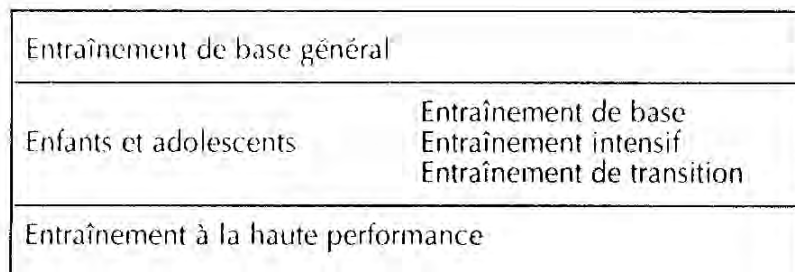 Entraînement de base général
Enfants et adolescents
Entraînement de base
Entraînement intensif
Entraînement de transition
Entraînement à la haute performance